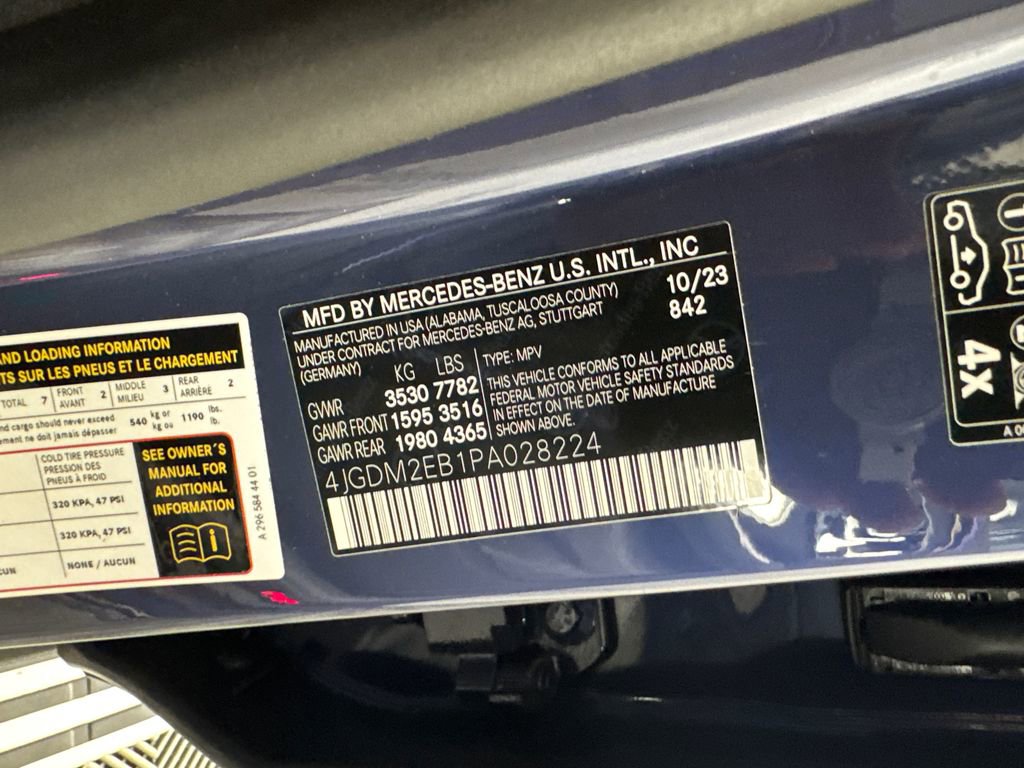 MFD BY MERCEDES-BENZ U.S. INTL., INC
MANUFACTURED IN USA (ALABAMA, TUSCALOOSA COUNTY) 10/23
UNDER CONTRACT FOR MERCEDES-BENZ AG, STUTTGART 842
(GERMANY)
KG LBS
GVWR 3530 7782
GAWR FRONT 1595 3516
GAWR REAR 1980 4365
TYPE: MPV
THIS VEHICLE CONFORMS TO ALL APPLICABLE
FEDERAL MOTOR VEHICLE SAFETY STANDARDS
IN EFFECT ON THE DATE OF MANUFACTURE
SHOWN ABOVE.
4JGDM2EB1PA028224
AND LOADING INFORMATION
TS SUR LES PNEUS ET LE CHARGEMENT
TOTAL 7 FRONT 2 MIDDLE 3 REAR 2
AVANT MILIEU ARRIÈRE
nd cargo should never exceed 540 kg or 1190 lbs.
ement ne doit jamais dépasser kg ou lb.
COLD TIRE PRESSURE
PRESSION DES
PNEUS À FROID
320 KPA, 47 PSI
320 KPA, 47 PSI
CUN NONE / AUCUN
SEE OWNER'S
MANUAL FOR
ADDITIONAL
INFORMATION
A 296 584 44 01
4x
A 00